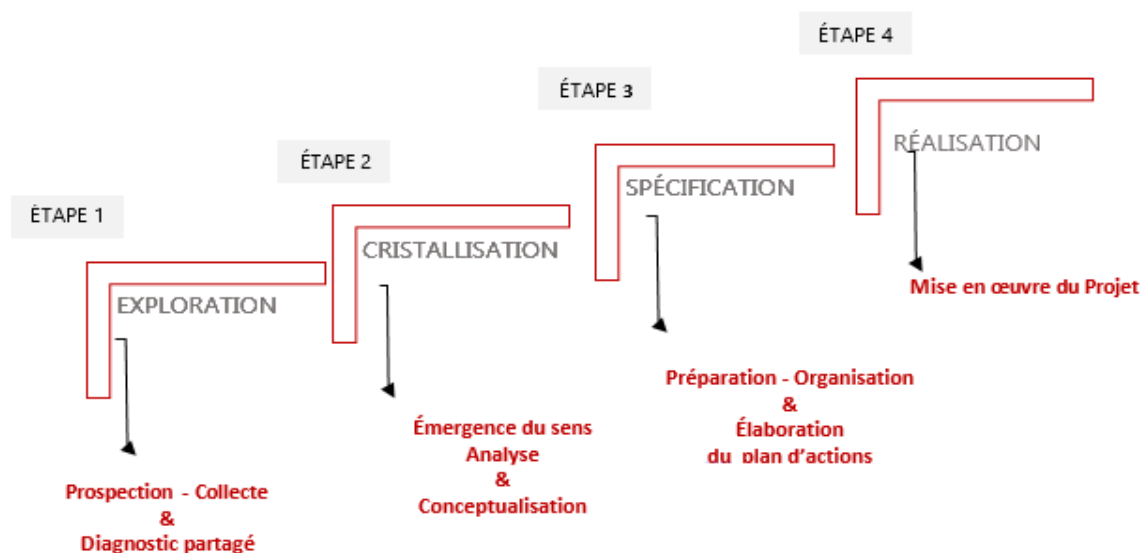 ÉTAPE 1
EXPLORATION
Prospection - Collecte
&
Diagnostic partagé
ÉTAPE 2
CRISTALLISATION
Émergence du sens
Analyse
&
Conceptualisation
ÉTAPE 3
SPÉCIFICATION
Préparation - Organisation
&
Élaboration
du plan d'actions
ÉTAPE 4
RÉALISATION
Mise en œuvre du Projet